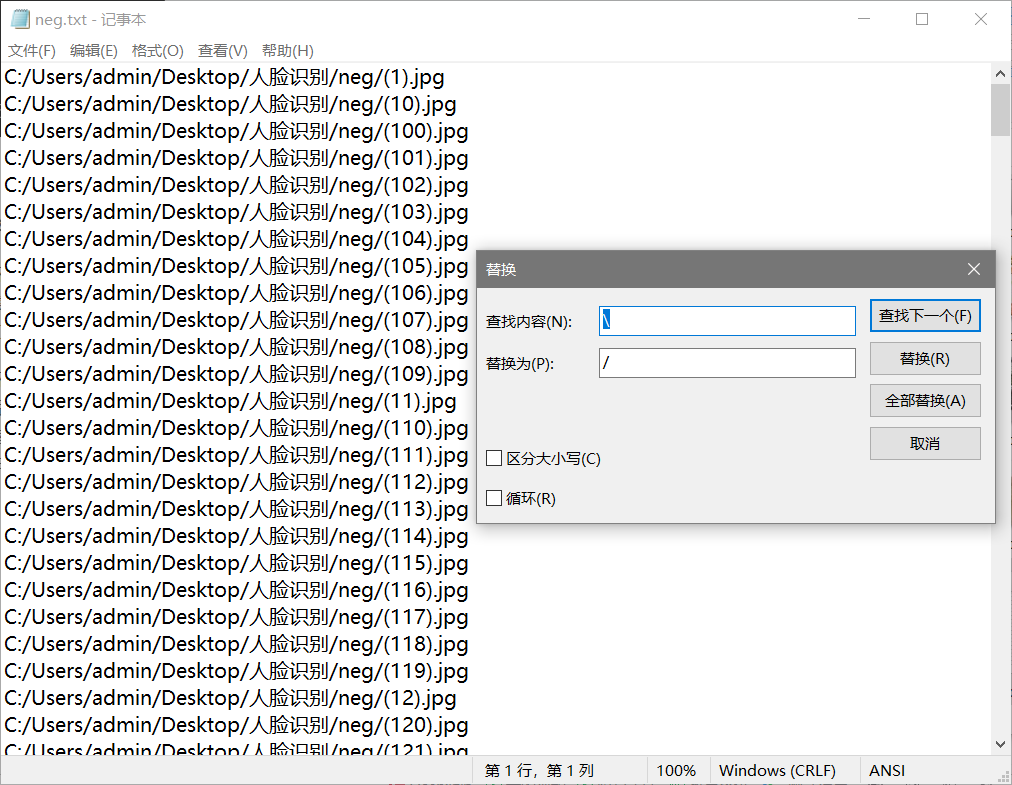 neg.txt - 记事本
文件(F) 编辑(E) 格式(O) 查看(V) 帮助(H)
C:/Users/admin/Desktop/人脸识别/neg/(1).jpg
C:/Users/admin/Desktop/人脸识别/neg/(10).jpg
C:/Users/admin/Desktop/人脸识别/neg/(100).jpg
C:/Users/admin/Desktop/人脸识别/neg/(101).jpg
C:/Users/admin/Desktop/人脸识别/neg/(102).jpg
C:/Users/admin/Desktop/人脸识别/neg/(103).jpg
C:/Users/admin/Desktop/人脸识别/neg/(104).jpg
C:/Users/admin/Desktop/人脸识别/neg/(105).jpg
C:/Users/admin/Desktop/人脸识别/neg/(106).jpg
C:/Users/admin/Desktop/人脸识别/neg/(107).jpg
C:/Users/admin/Desktop/人脸识别/neg/(108).jpg
C:/Users/admin/Desktop/人脸识别/neg/(109).jpg
C:/Users/admin/Desktop/人脸识别/neg/(11).jpg
C:/Users/admin/Desktop/人脸识别/neg/(110).jpg
C:/Users/admin/Desktop/人脸识别/neg/(111).jpg
C:/Users/admin/Desktop/人脸识别/neg/(112).jpg
C:/Users/admin/Desktop/人脸识别/neg/(113).jpg
C:/Users/admin/Desktop/人脸识别/neg/(114).jpg
C:/Users/admin/Desktop/人脸识别/neg/(115).jpg
C:/Users/admin/Desktop/人脸识别/neg/(116).jpg
C:/Users/admin/Desktop/人脸识别/neg/(117).jpg
C:/Users/admin/Desktop/人脸识别/neg/(118).jpg
C:/Users/admin/Desktop/人脸识别/neg/(119).jpg
C:/Users/admin/Desktop/人脸识别/neg/(12).jpg
C:/Users/admin/Desktop/人脸识别/neg/(120).jpg
C:/Users/admin/Desktop/人脸识别/neg/(121).jpg
替换
查找内容(N): \ 查找下一个(F)
替换为(P): / 替换(R)
全部替换(A)
取消
区分大小写(C)
循环(R)
第 1 行，第 1 列 100% Windows (CRLF) ANSI